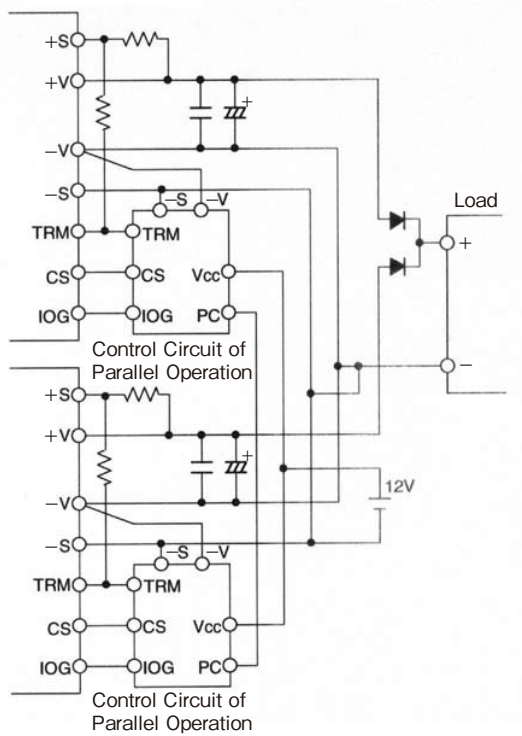 +S
+V
−V
−S
−S −V
Load
TRM TRM
+
CS CS Vcc
IOG IOG PC
Control Circuit of
Parallel Operation
−
+S
+V
+
12V
−V
−S
−S −V
TRM TRM
CS CS Vcc
IOG IOG PC
Control Circuit of
Parallel Operation